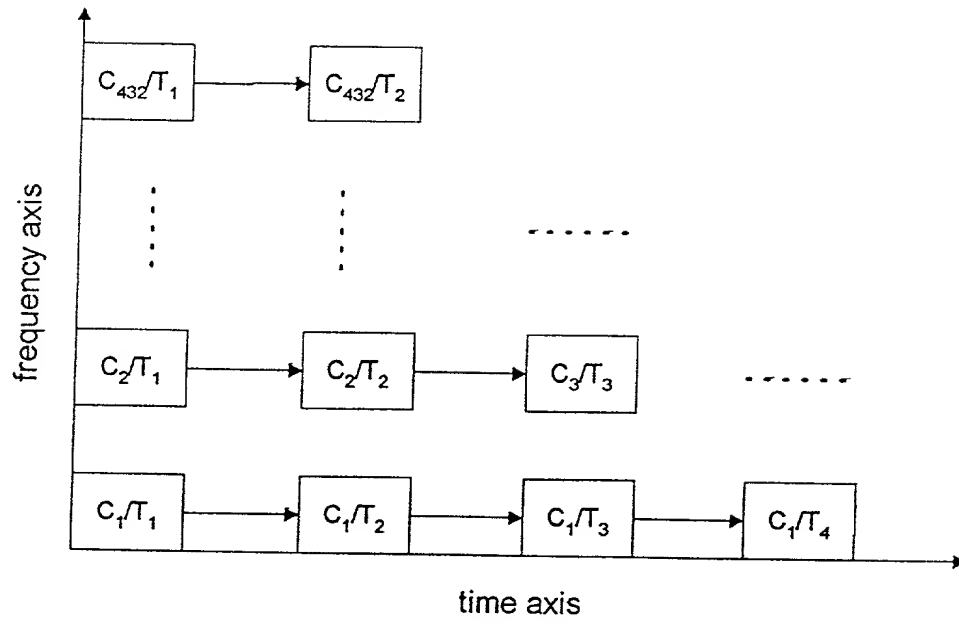 C₄₃₂/T₁ C₄₃₂/T₂
frequency axis
C₂/T₁ C₂/T₂ C₃/T₃
C₁/T₁ C₁/T₂ C₁/T₃ C₁/T₄
time axis